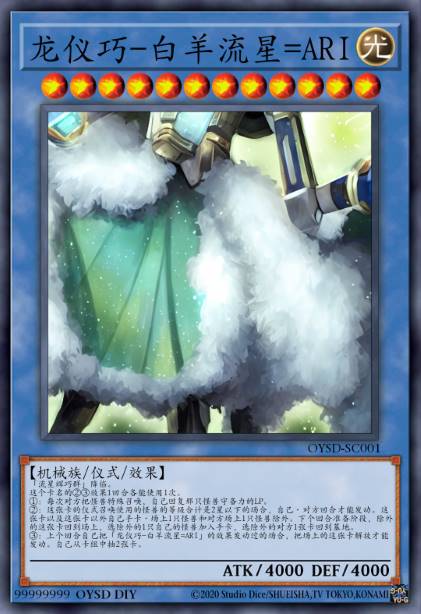 龙仪巧-白羊流星=ARI
光
OYSD-SC001
【机械族/仪式/效果】
「流星辉巧群」降临。
这个卡名的②③效果1回合各能使用1次。
①：每次对方把怪兽特殊召唤，自己回复那只怪兽守备力的LP。
②：这张卡的仪式召唤使用的怪兽的等级合计是2星以下的场合，自己·对方回合才能发动。这
张卡以及这张卡以外自己手卡·场上1只怪兽和对方场上1只怪兽除外。下个回合准备阶段，除外
的这张卡回到场上，选除外的1只自己的怪兽加入手卡，选除外的对方1张卡回到墓地。
③：上个回合自己把「龙仪巧-白羊流星=ARI」的效果发动过的场合，把场上的这张卡解放才能
发动。自己从卡组中抽2张卡。
ATK/4000 DEF/4000
99999999 OYSD DIY
©2020 Studio Dice/SHUEISHA,TV TOKYO,KONAMI